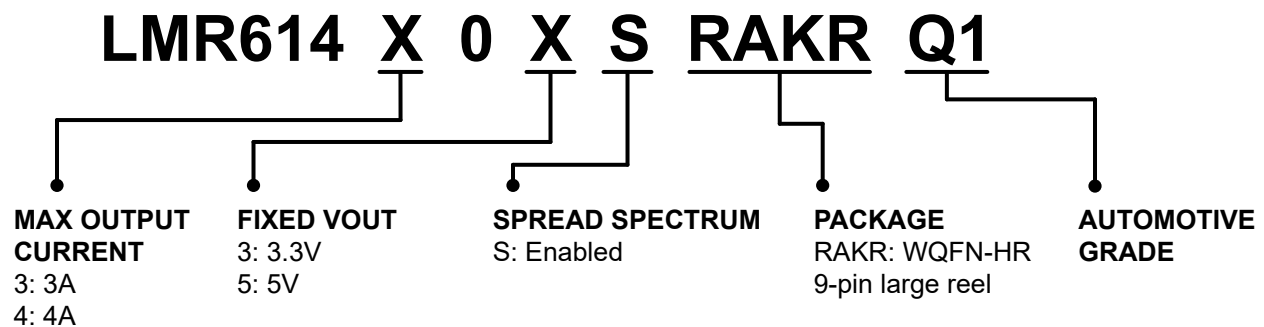 LMR614 X 0 X S RAKR Q1
MAX OUTPUT
CURRENT
3: 3A
4: 4A
FIXED VOUT
3: 3.3V
5: 5V
SPREAD SPECTRUM
S: Enabled
PACKAGE
RAKR: WQFN-HR
9-pin large reel
AUTOMOTIVE
GRADE